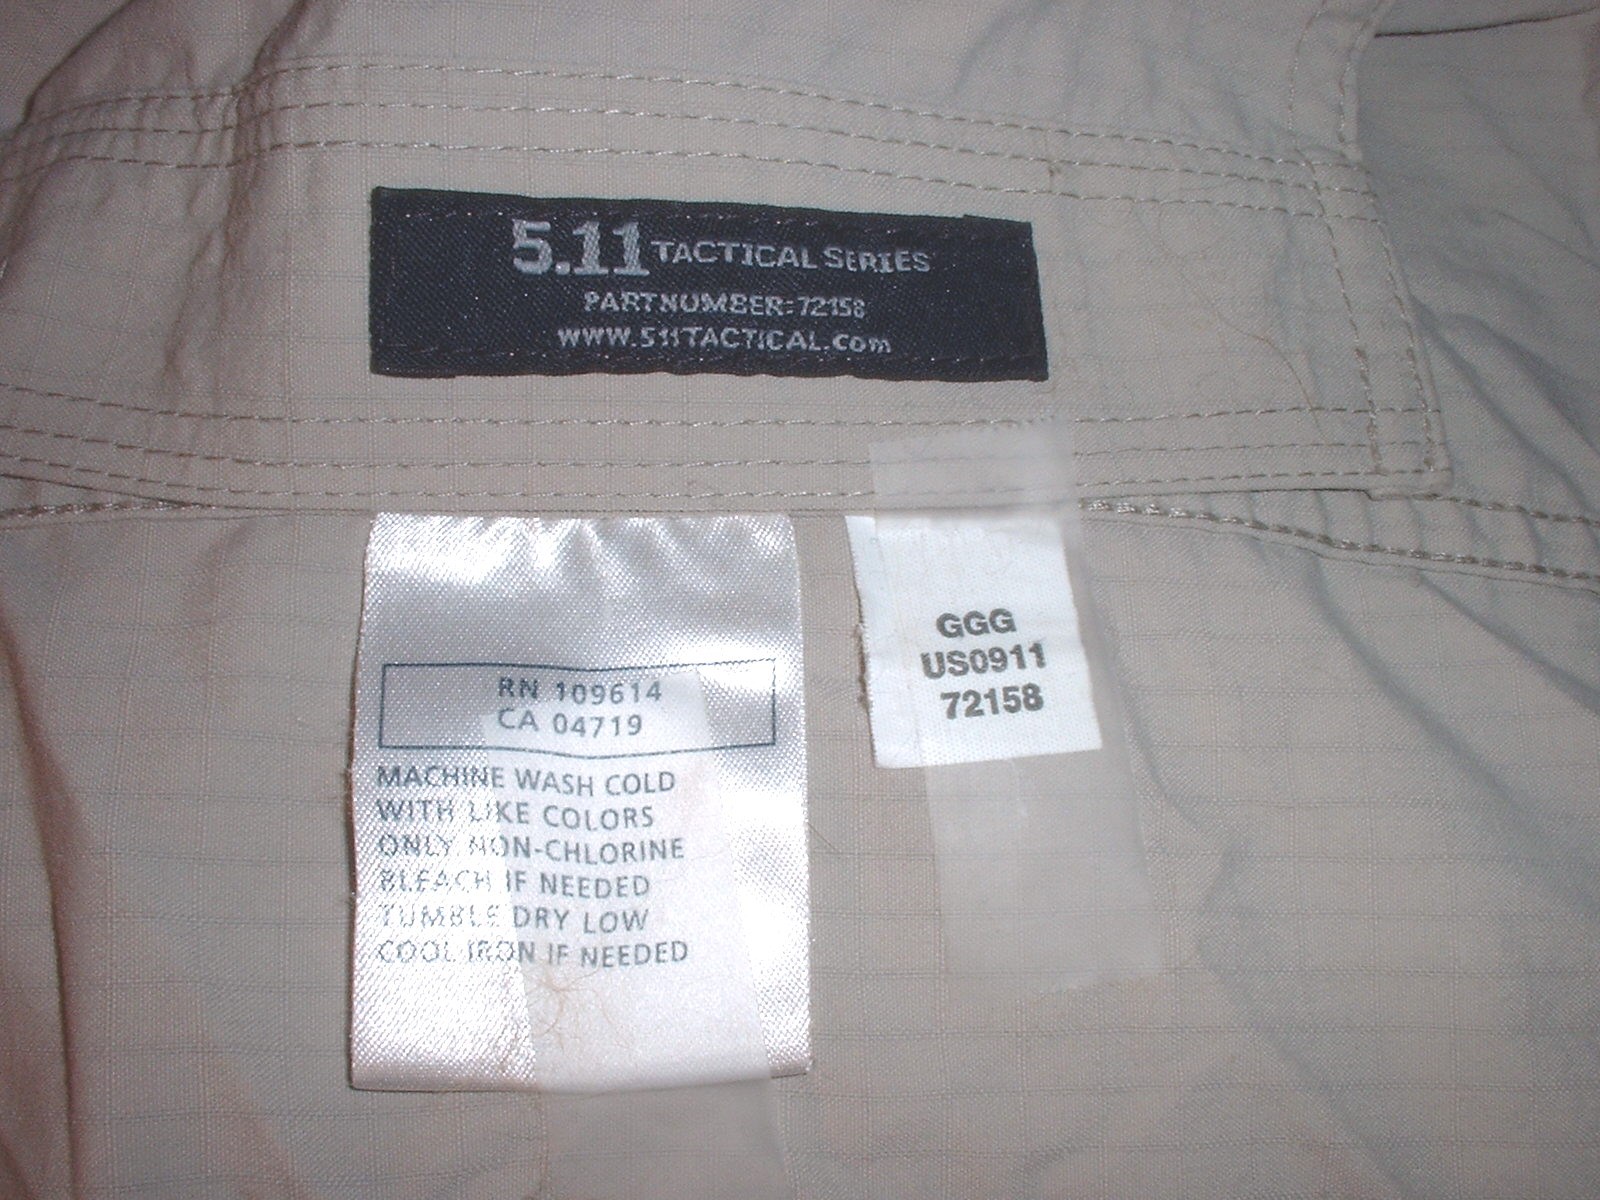 5.11 TACTICAL SERIES
PART NUMBER: 72158
www.511TACTICAL.com
RN 109614
CA 04719
MACHINE WASH COLD
WITH LIKE COLORS
ONLY NON-CHLORINE
BLEACH IF NEEDED
TUMBLE DRY LOW
COOL IRON IF NEEDED
GGG
US0911
72158